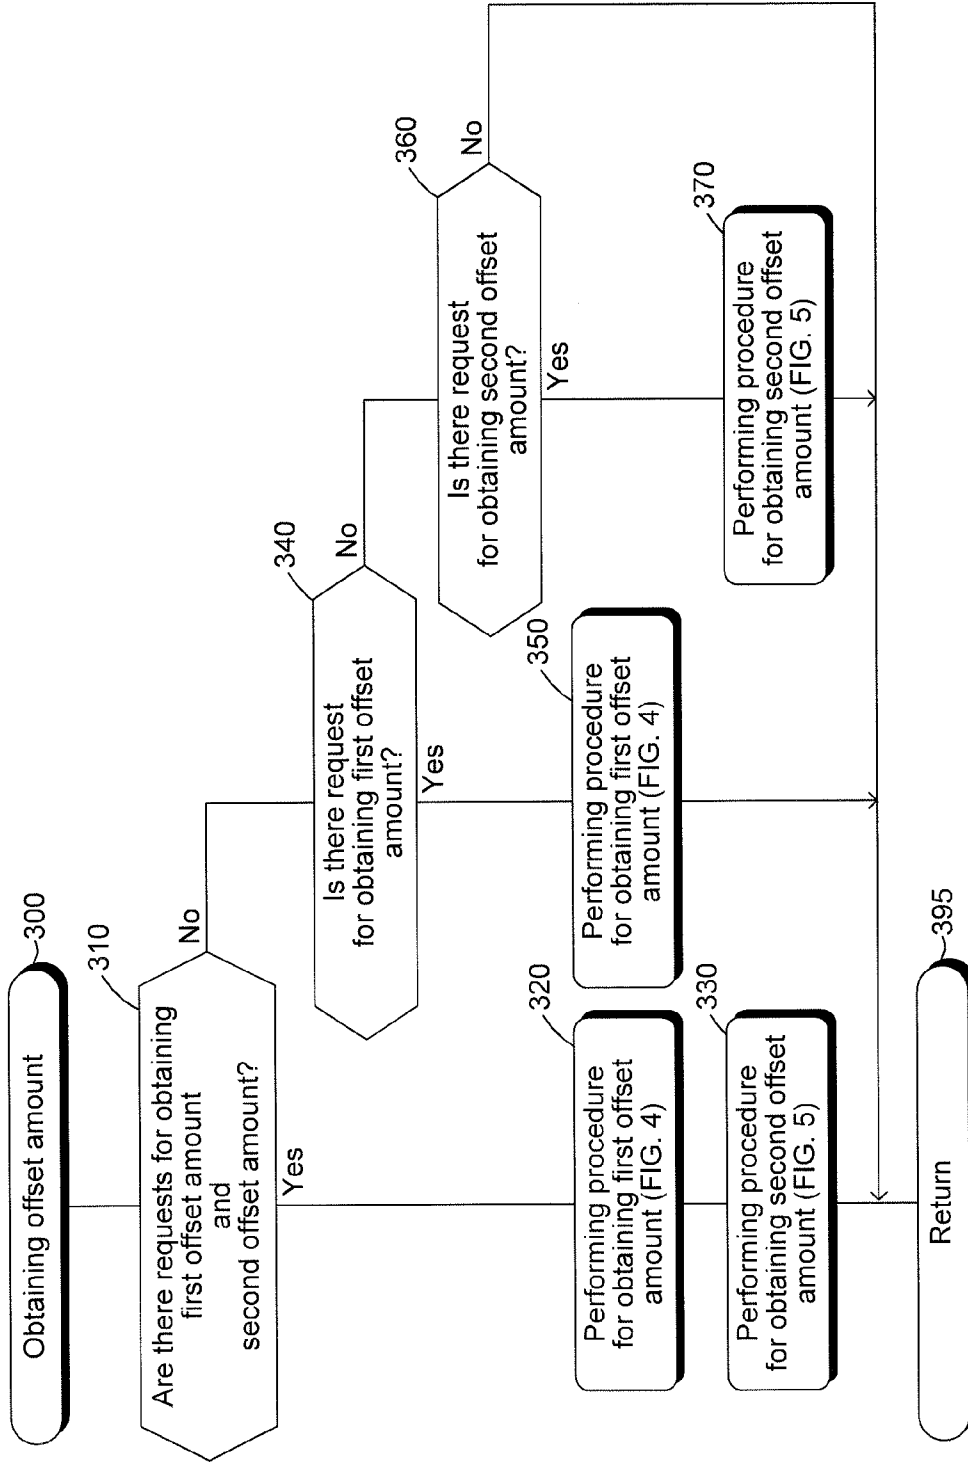 Obtaining offset amount
300
310
Are there requests for obtaining
first offset amount
and
second offset amount?
No
Yes
340
Is there request
for obtaining first offset
amount?
No
Yes
360
Is there request
for obtaining second offset
amount?
No
Yes
320
Performing procedure
for obtaining first offset
amount (FIG. 4)
350
Performing procedure
for obtaining first offset
amount (FIG. 4)
330
Performing procedure
for obtaining second offset
amount (FIG. 5)
370
Performing procedure
for obtaining second offset
amount (FIG. 5)
395
Return